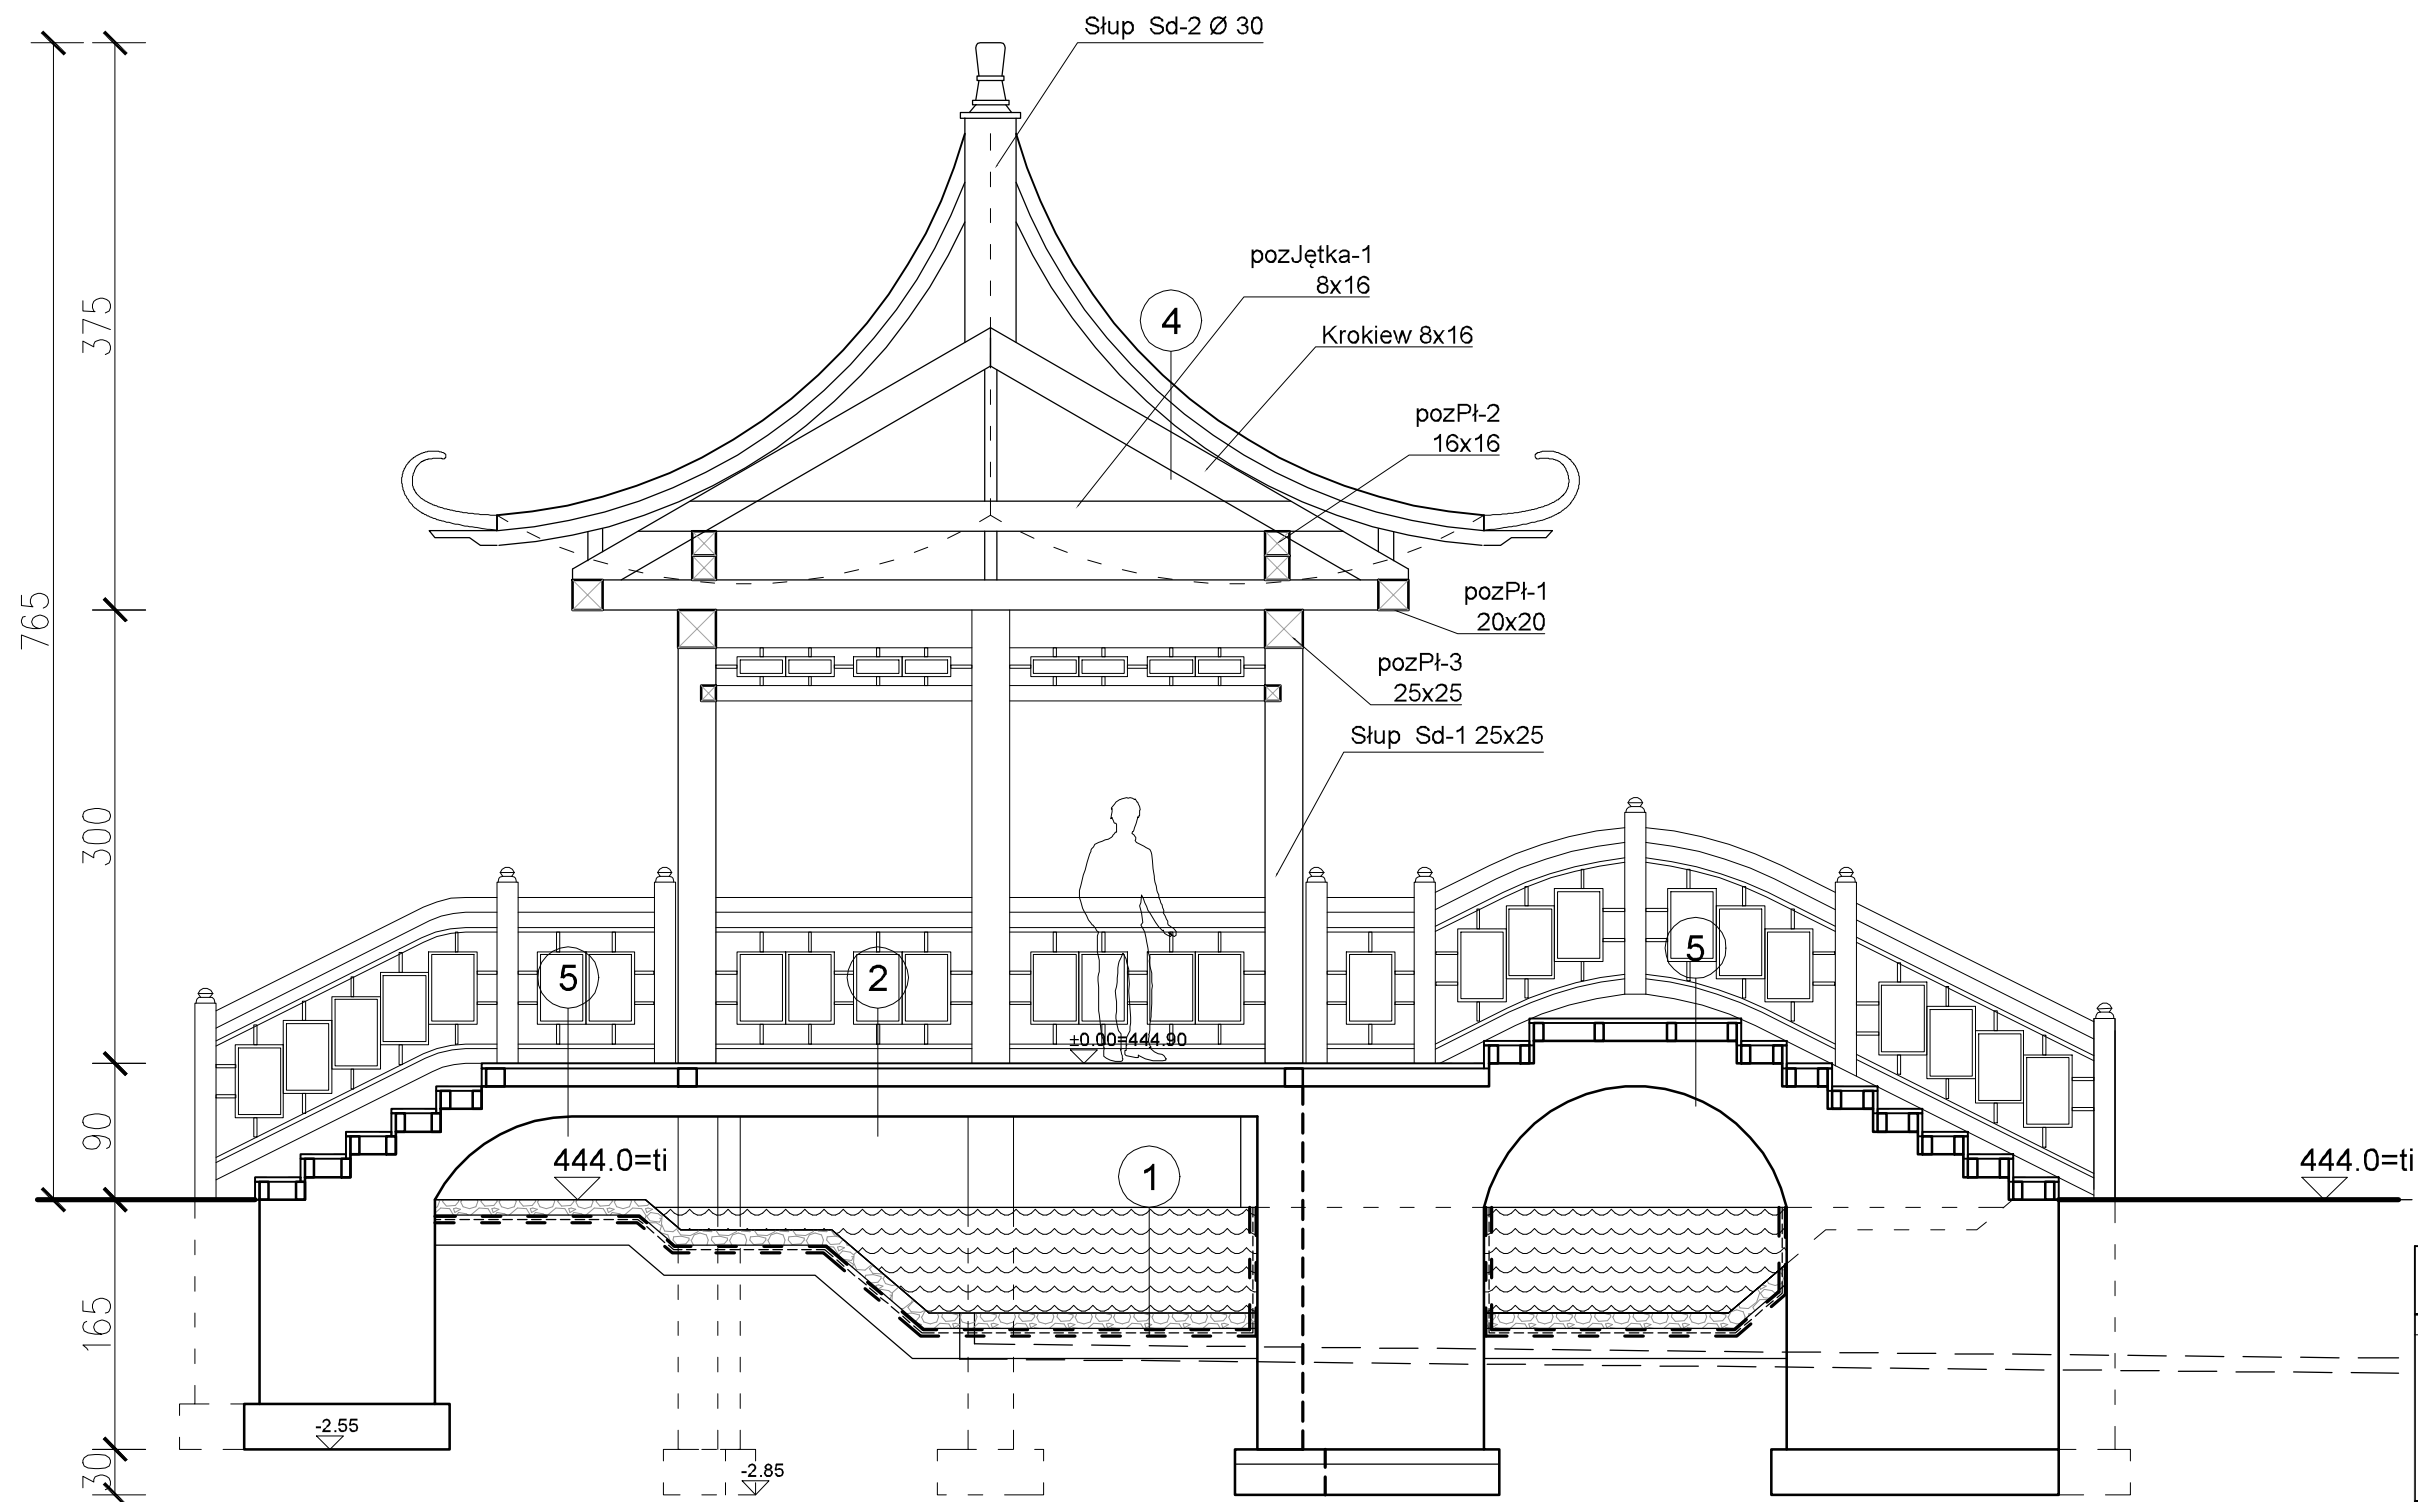 Słup Sd-2 Ø 30
pozJętka-1
8x16
4
Krokiew 8x16
375
pozPł-2
16x16
765
pozPł-1
20x20
pozPł-3
25x25
Słup Sd-1 25x25
300
5
2
5
±0.00=444.90
90
444.0=ti
1
444.0=ti
165
-2.55
-2.85
30